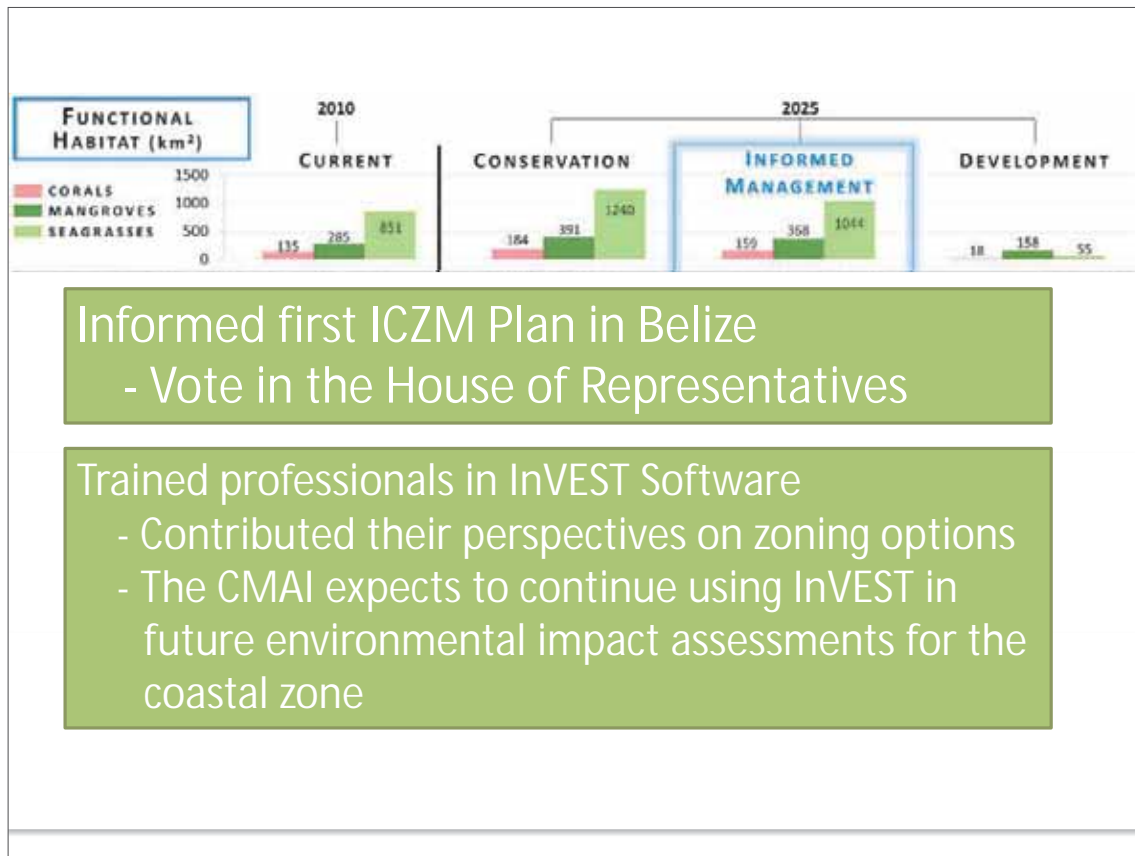 FUNCTIONAL
HABITAT (km²)
2010
2025
CURRENT
CONSERVATION
INFORMED
MANAGEMENT
DEVELOPMENT
CORALS
MANGROVES
SEAGRASSES
1500
1000
500
0
135
285
851
184
391
1240
159
368
1044
18
158
55
Informed first ICZM Plan in Belize
- Vote in the House of Representatives
Trained professionals in InVEST Software
- Contributed their perspectives on zoning options
- The CMAI expects to continue using InVEST in
future environmental impact assessments for the
coastal zone